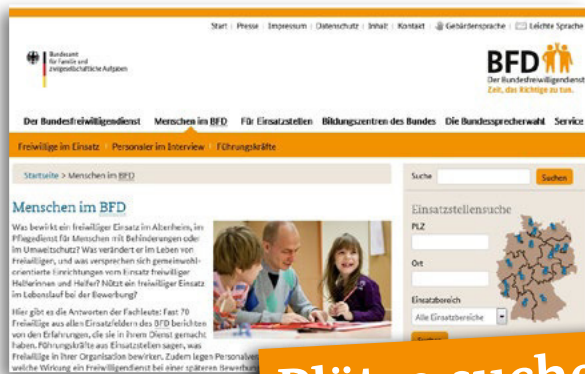 Start | Presse | Impressum | Datenschutz | Inhalt | Kontakt | Gebärdensprache | Leichte Sprache
Bundesamt
für Familie und
zivilgesellschaftliche Aufgaben
BFD
Der Bundesfreiwilligendienst
Zeit, das Richtige zu tun.
Der Bundesfreiwilligendienst Menschen im BFD Für Einsatzstellen Bildungszentren des Bundes Die Bundessprecherwahl Service
Freiwillige im Einsatz | Personaler im Interview | Führungskräfte
Startseite > Menschen im BFD
Suche Suchen
Menschen im BFD
Was bewirkt ein freiwilliger Einsatz im Altenheim, im
Pflegedienst für Menschen mit Behinderungen oder
im Umweltschutz? Was verändert er im Leben von
Freiwilligen, und was versprechen sich gemeinwohl-
orientierte Einrichtungen vom Einsatz freiwilliger
Helferinnen und Helfer? Nützt ein freiwilliger Einsatz
im Lebenslauf bei der Bewerbung?
Hier gibt es die Antworten der Fachleute: Fast 70
Freiwillige aus allen Einsatzfeldern des BFD berichten
von den Erfahrungen, die sie in ihrem Dienst gemacht
haben. Führungskräfte aus Einsatzstellen sagen, was
Freiwillige in ihrer Organisation bewirken. Zudem legen
welche Wirkung ein Freiwilligendienst bei einer späteren Bewerbung
Einsatzstellensuche
PLZ
Ort
Einsatzbereich
Alle Einsatzbereiche